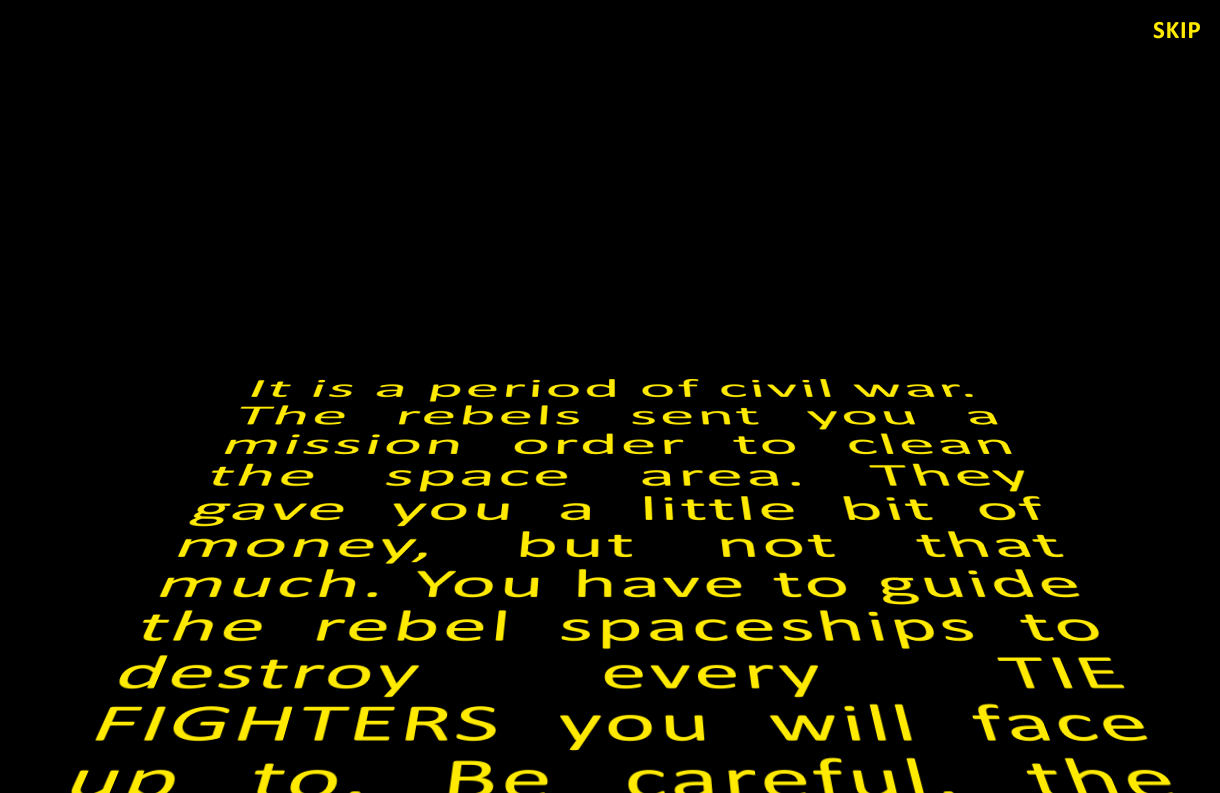 SKIP
It is a period of civil war.
The rebels sent you a
mission order to clean
the space area. They
gave you a little bit of
money, but not that
much. You have to guide
the rebel spaceships to
destroy every TIE
FIGHTERS you will face
up to. Be careful, the